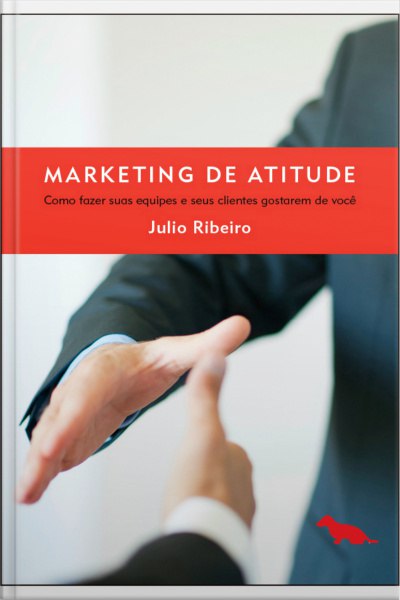 MARKETING DE ATITUDE
Como fazer suas equipes e seus clientes gostarem de você
Julio Ribeiro